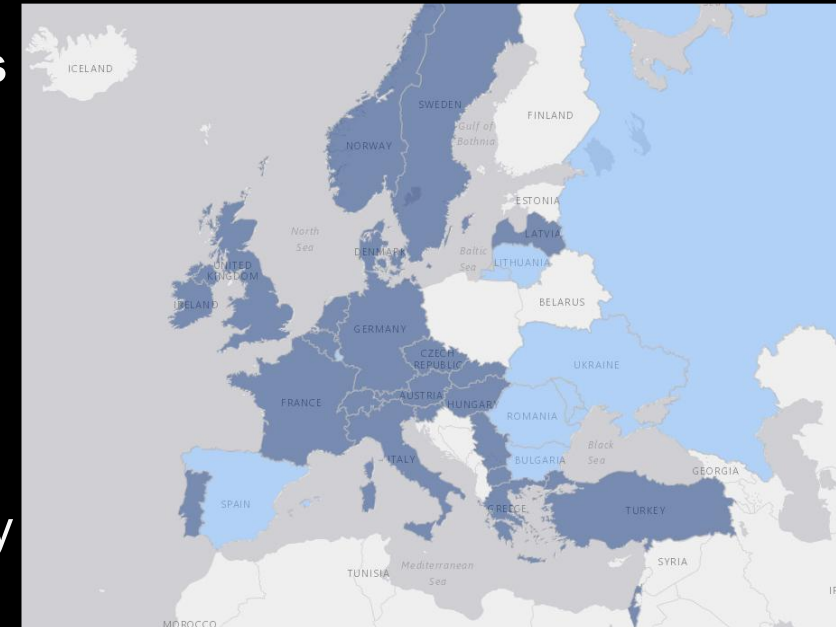 s
ICELAND
SWEDEN
FINLAND
Gulf of
Bothnia
NORWAY
ESTONIA
North
Sea
LATVIA
DENMARK
Baltic
Sea
LITHUANIA
UNITED
KINGDOM
IRELAND
BELARUS
GERMANY
CZECH
REPUBLIC
UKRAINE
AUSTRIA
FRANCE
HUNGARY
ROMANIA
Black
Sea
ITALY
BULGARIA
GEORGIA
SPAIN
GREECE
TURKEY
y
SYRIA
Mediterranean
Sea
TUNISIA
MOROCCO